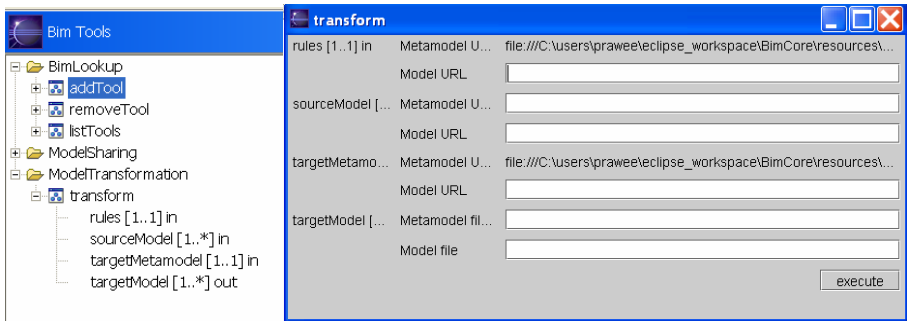 Bim Tools
BimLookup
addTool
removeTool
listTools
ModelSharing
ModelTransformation
transform
rules [1..1] in
sourceModel [1..*] in
targetMetamodel [1..1] in
targetModel [1..*] out
transform
rules [1..1] in Metamodel U... file:///C:\users\prawee\eclipse_workspace\BimCore\resources\...
Model URL
sourceModel [... Metamodel U...
Model URL
targetMetamo... Metamodel U... file:///C:\users\prawee\eclipse_workspace\BimCore\resources\...
Model URL
targetModel [... Metamodel fil...
Model file
execute